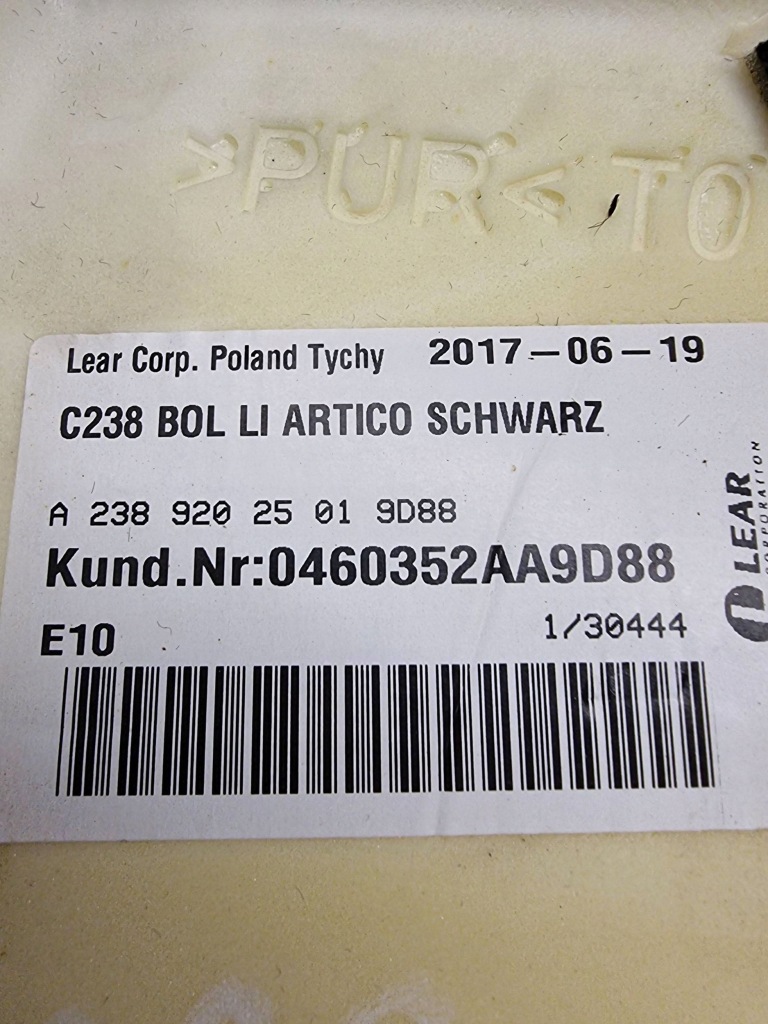 >PUR< TO
Lear Corp. Poland Tychy 2017-06-19
C238 BOL LI ARTICO SCHWARZ
A 238 920 25 01 9D88
Kund.Nr:0460352AA9D88
E10 1/30444
LEAR
CORPORATION